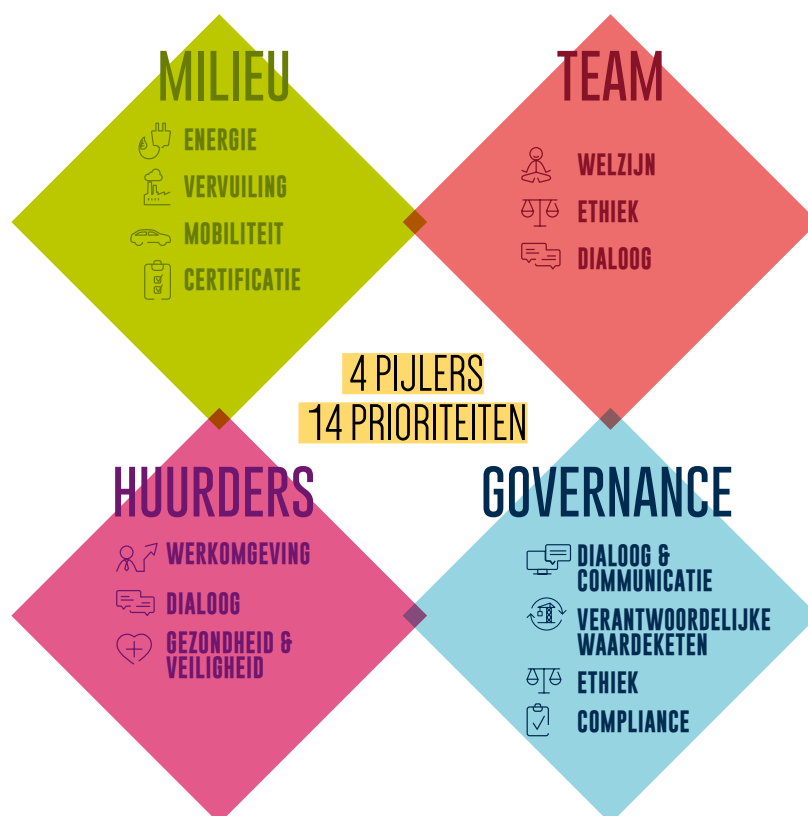 MILIEU
ENERGIE
VERVUILING
MOBILITEIT
CERTIFICATIE
TEAM
WELZIJN
ETHIEK
DIALOOG
4 PIJLERS
14 PRIORITEITEN
HUURDERS
WERKOMGEVING
DIALOOG
GEZONDHEID &
VEILIGHEID
GOVERNANCE
DIALOOG &
COMMUNICATIE
VERANTWOORDELIJKE
WAARDEKETEN
ETHIEK
COMPLIANCE